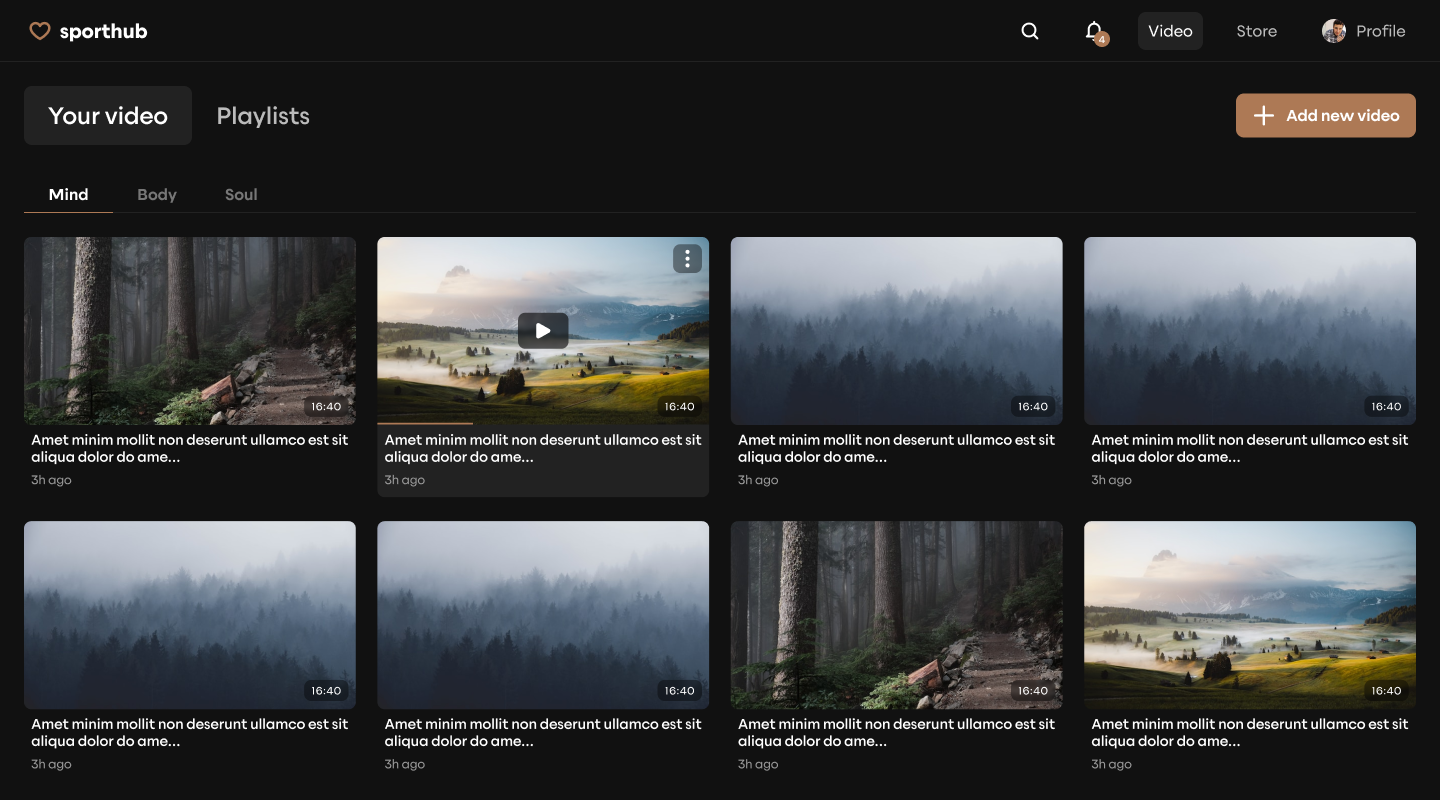 sporthub
4
Video
Store
Profile
Your video
Playlists
Add new video
Mind
Body
Soul
16:40
16:40
16:40
16:40
Amet minim mollit non deserunt ullamco est sit
aliqua dolor do ame...
3h ago
Amet minim mollit non deserunt ullamco est sit
aliqua dolor do ame...
3h ago
Amet minim mollit non deserunt ullamco est sit
aliqua dolor do ame...
3h ago
Amet minim mollit non deserunt ullamco est sit
aliqua dolor do ame...
3h ago
16:40
16:40
16:40
16:40
Amet minim mollit non deserunt ullamco est sit
aliqua dolor do ame...
3h ago
Amet minim mollit non deserunt ullamco est sit
aliqua dolor do ame...
3h ago
Amet minim mollit non deserunt ullamco est sit
aliqua dolor do ame...
3h ago
Amet minim mollit non deserunt ullamco est sit
aliqua dolor do ame...
3h ago